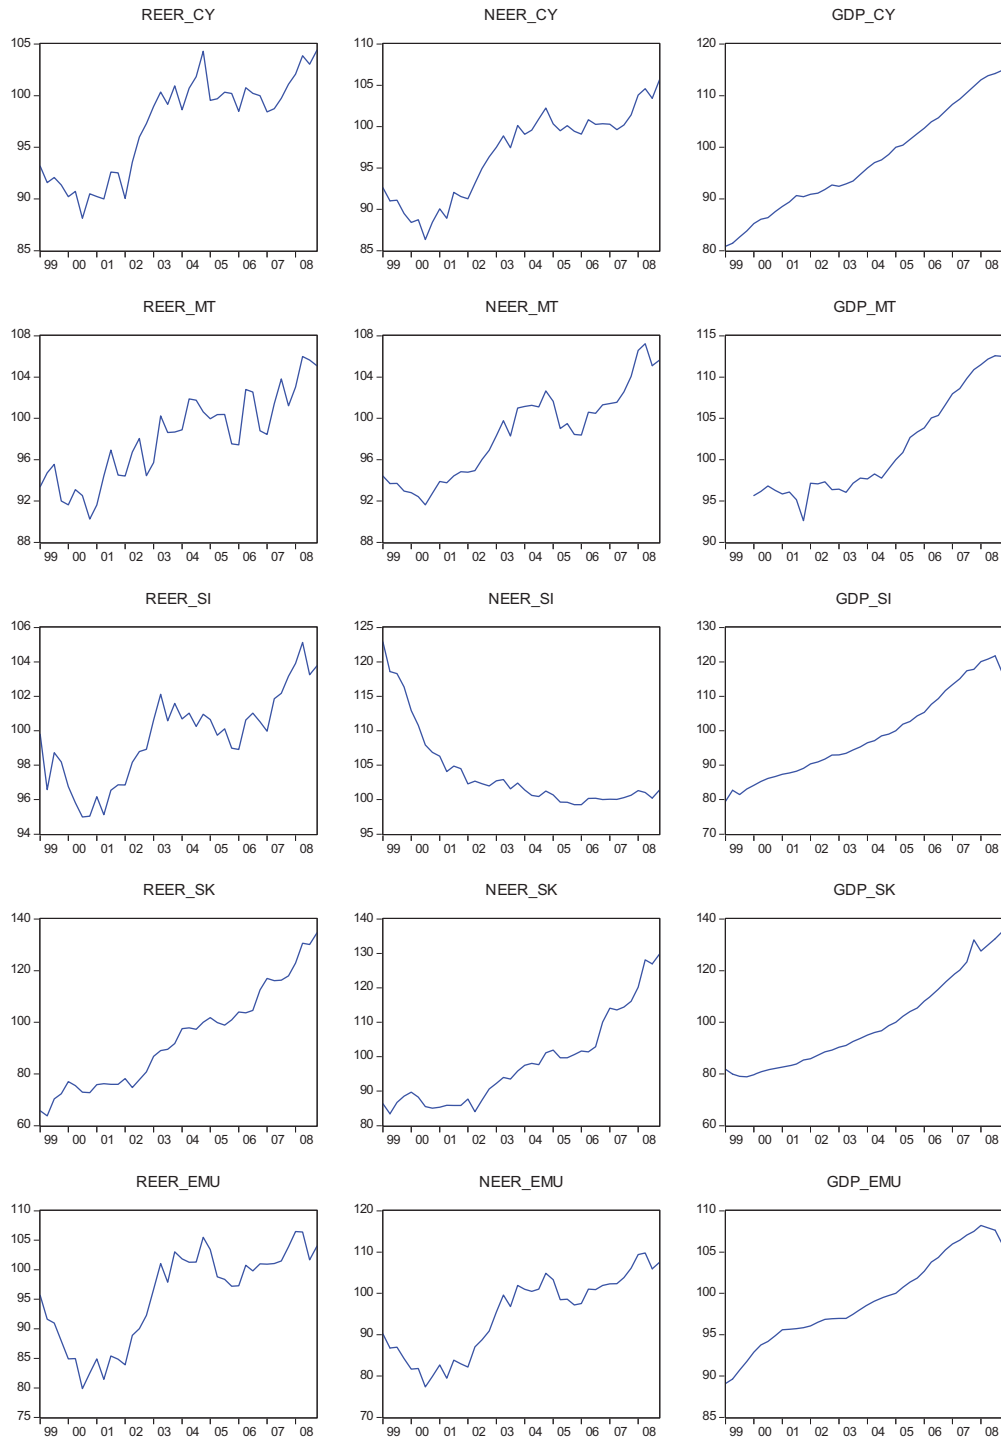 REER_CY NEER_CY GDP_CY
105 110 120
100 105 110
95 100 100
90 95 90
85 90 80
85
99 00 01 02 03 04 05 06 07 08 99 00 01 02 03 04 05 06 07 08 99 00 01 02 03 04 05 06 07 08
REER_MT NEER_MT GDP_MT
108 108 115
104 104 110
100 100 105
96 96 100
92 92 95
88 88 90
99 00 01 02 03 04 05 06 07 08 99 00 01 02 03 04 05 06 07 08 99 00 01 02 03 04 05 06 07 08
REER_SI NEER_SI GDP_SI
106 125 130
104 120 120
102 115 110
100 110 100
98 105 90
96 100 80
94 95 70
99 00 01 02 03 04 05 06 07 08 99 00 01 02 03 04 05 06 07 08 99 00 01 02 03 04 05 06 07 08
REER_SK NEER_SK GDP_SK
140 140 140
120 130 120
100 120 100
80 110 80
60 100 60
90
80
99 00 01 02 03 04 05 06 07 08 99 00 01 02 03 04 05 06 07 08 99 00 01 02 03 04 05 06 07 08
REER_EMU NEER_EMU GDP_EMU
110 120 110
105 110 105
100 100 100
95 90 95
90 80 90
85 70 85
80
75
99 00 01 02 03 04 05 06 07 08 99 00 01 02 03 04 05 06 07 08 99 00 01 02 03 04 05 06 07 08